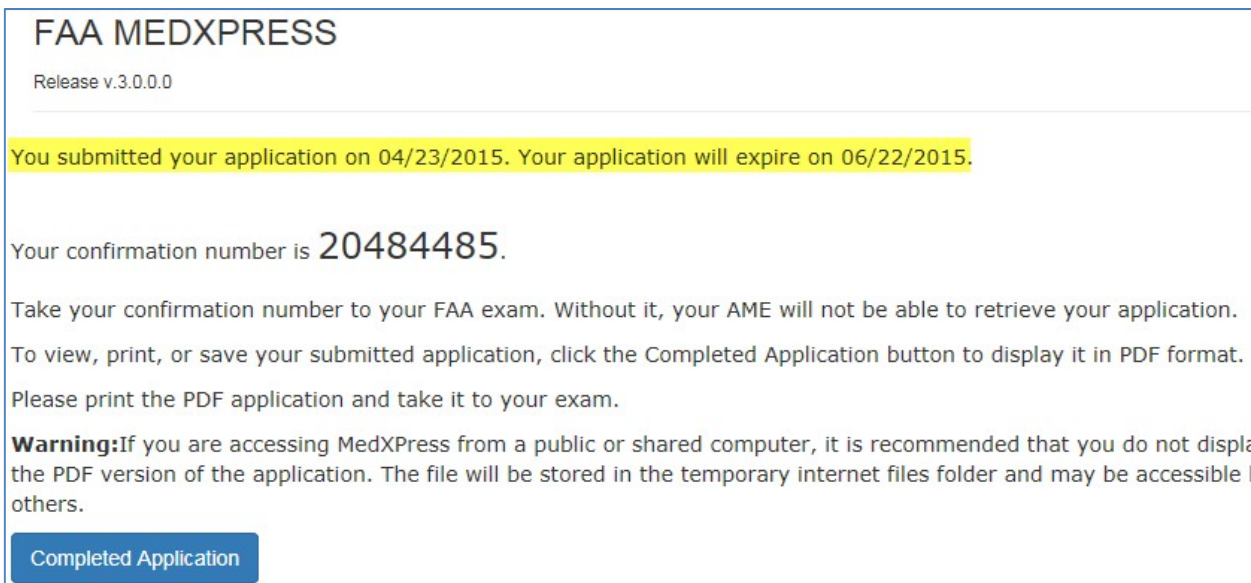 FAA MEDXPRESS
Release v.3.0.0.0
You submitted your application on 04/23/2015. Your application will expire on 06/22/2015.
Your confirmation number is 20484485.
Take your confirmation number to your FAA exam. Without it, your AME will not be able to retrieve your application.
To view, print, or save your submitted application, click the Completed Application button to display it in PDF format.
Please print the PDF application and take it to your exam.
Warning:If you are accessing MedXPress from a public or shared computer, it is recommended that you do not
the PDF version of the application. The file will be stored in the temporary internet files folder and may be accessible
others.
Completed Application